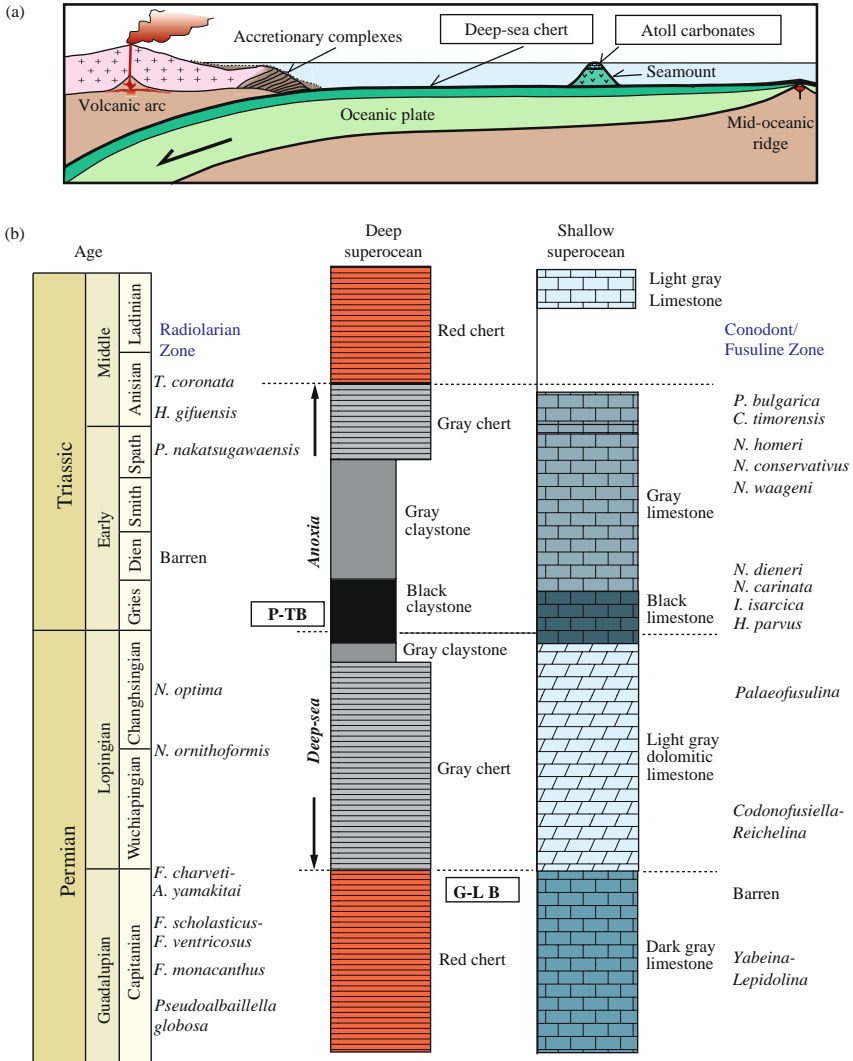 (a)
Accretionary complexes
Deep-sea chert
Atoll carbonates
Seamount
Volcanic arc
Oceanic plate
Mid-oceanic
ridge
(b)
Age
Deep
superocean
Shallow
superocean
Triassic
Permian
Middle
Early
Lopingian
Guadalupian
Ladinian
Anisian
Spath
Smith
Dien
Gries
Changhsingian
Wuchiapingian
Capitanian
Radiolarian
Zone
T. coronata
H. gifuensis
P. nakatsugawaensis
Barren
N. optima
N. ornithoformis
F. charveti-
A. yamakitai
F. scholasticus-
F. ventricosus
F. monacanthus
Pseudoalbaillella
globosa
P-TB
G-L B
Anoxia
Deep-sea
Red chert
Gray chert
Gray
claystone
Black
claystone
Gray claystone
Gray chert
Red chert
Light gray
Limestone
Gray
limestone
Black
limestone
Light gray
dolomitic
limestone
Dark gray
limestone
Conodont/
Fusuline Zone
P. bulgarica
C. timorensis
N. homeri
N. conservativus
N. waageni
N. dieneri
N. carinata
I. isarcica
H. parvus
Palaeofusulina
Codonofusiella-
Reichelina
Barren
Yabeina-
Lepidolina